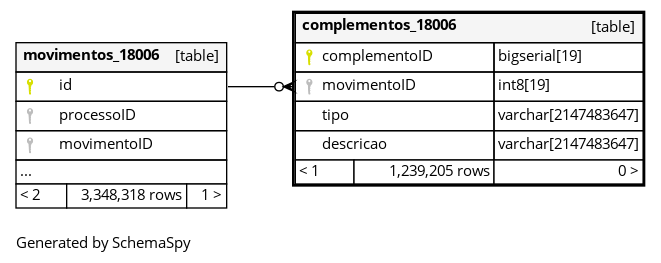 movimentos_18006 [table]
id
processoID
movimentoID
...
< 2 3,348,318 rows 1 >
complementos_18006 [table]
complementoID bigserial[19]
movimentoID int8[19]
tipo varchar[2147483647]
descricao varchar[2147483647]
< 1 1,239,205 rows 0 >
Generated by SchemaSpy